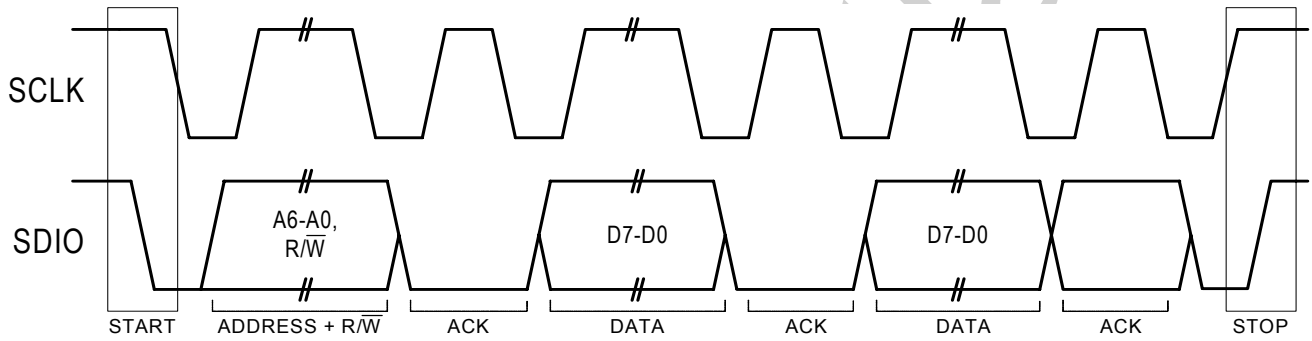 SCLK
SDIO
A6-A0,
R/W̅
D7-D0
D7-D0
START
ADDRESS + R/W̅
ACK
DATA
ACK
DATA
ACK
STOP